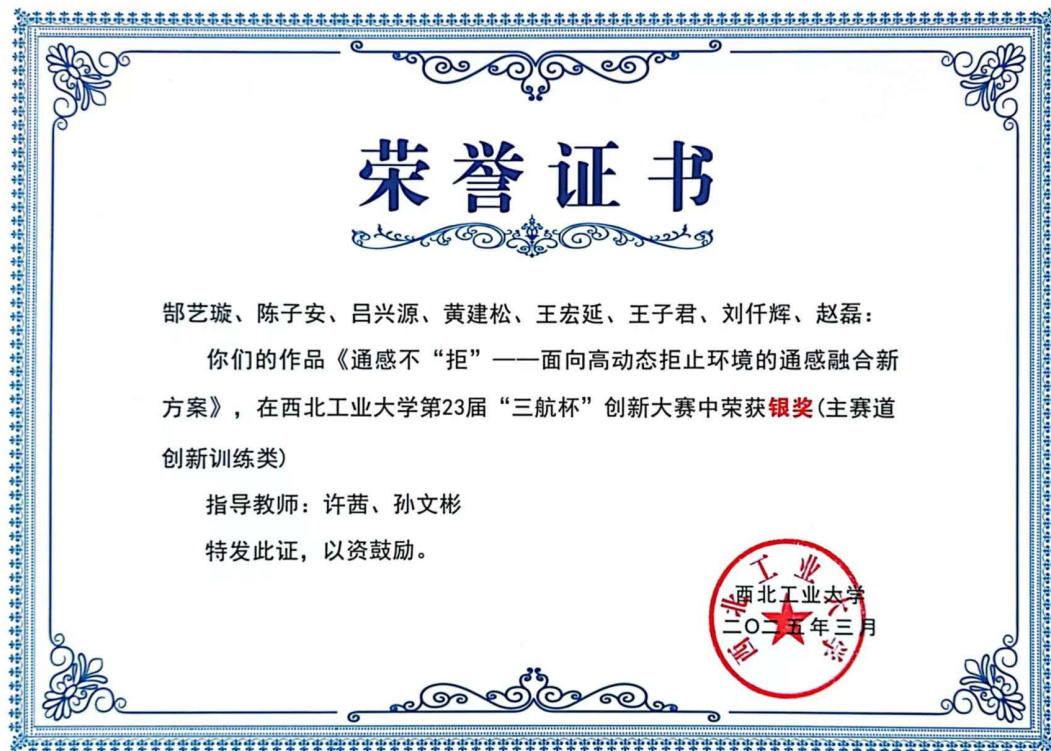 荣誉证书
郜艺璇、陈子安、吕兴源、黄建松、王宏延、王子君、刘仟辉、赵磊：
你们的作品《通感不“拒”——面向高动态拒止环境的通感融合新
方案》，在西北工业大学第23届“三航杯”创新大赛中荣获银奖(主赛道
创新训练类)
指导教师：许茜、孙文彬
特发此证，以资鼓励。
西北工业大学
西北工业大学
二〇二五年三月